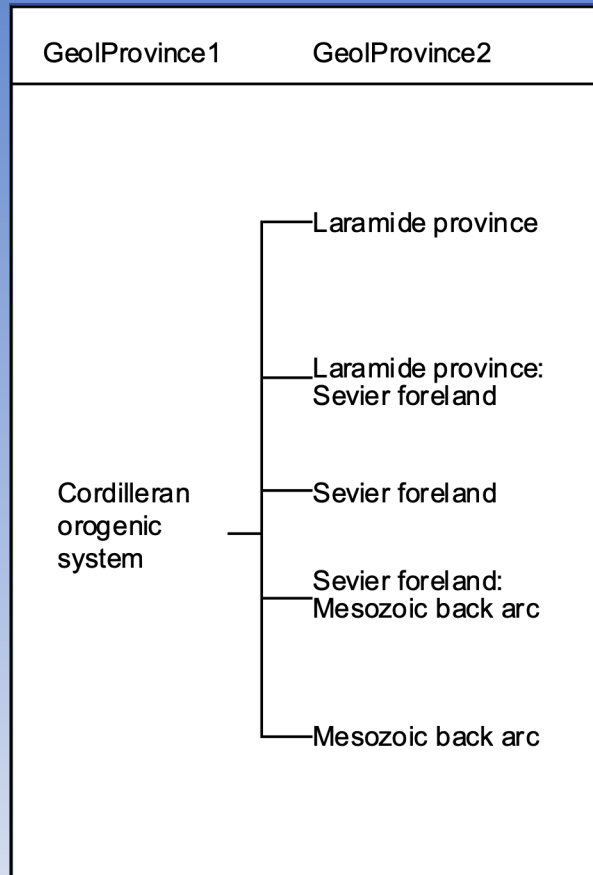 GeolProvince1 GeolProvince2
Laramide province
Laramide province:
Sevier foreland
Cordilleran
orogenic
system
Sevier foreland
Sevier foreland:
Mesozoic back arc
Mesozoic back arc